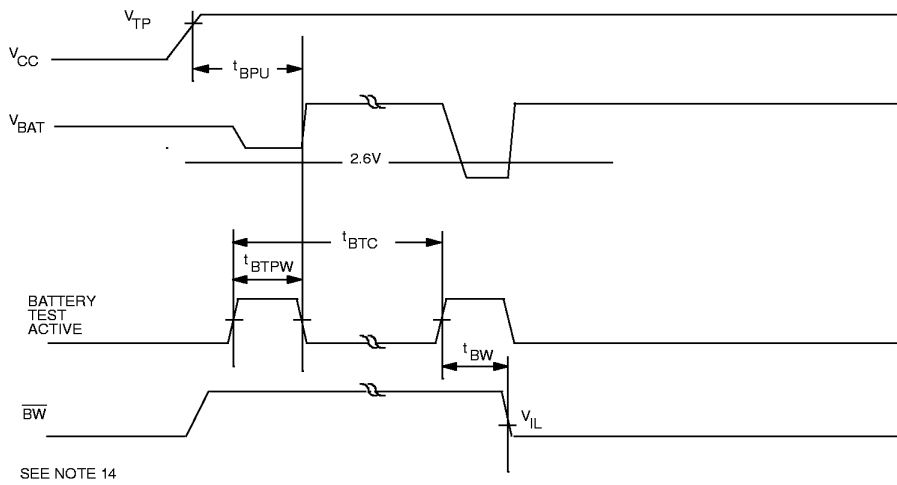 VTP
VCC
tBPU
VBAT
2.6V
tBTC
tBTPW
BATTERY
TEST
ACTIVE
tBW
BW
VIL
SEE NOTE 14